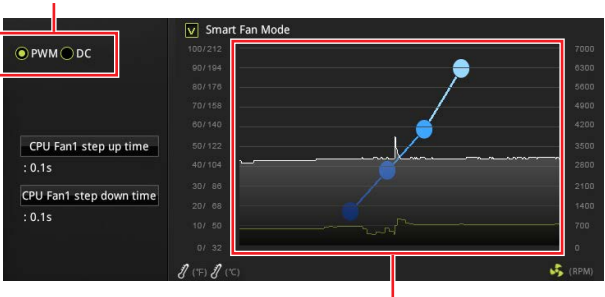 V Smart Fan Mode
PWM DC
100/212 7000
90/194 6300
80/176 5600
70/158 4900
60/140 4200
50/122 3500
40/104 2800
30/ 86 2100
20/ 68 1400
10/ 50 700
0/ 32 0
CPU Fan1 step up time
: 0.1s
CPU Fan1 step down time
: 0.1s
(°F) (°C) (RPM)